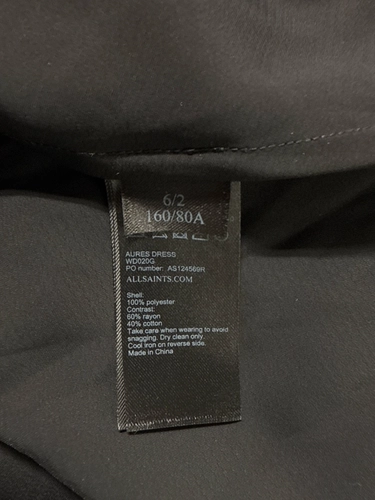 6/2
160/80A
AURES DRESS
WD020G
PO number: AS124569R
ALLSAINTS.COM
Shell:
100% polyester
Contrast:
60% rayon
40% cotton
Take care when wearing to avoid
snagging. Dry clean only.
Cool iron on reverse side.
Made in China